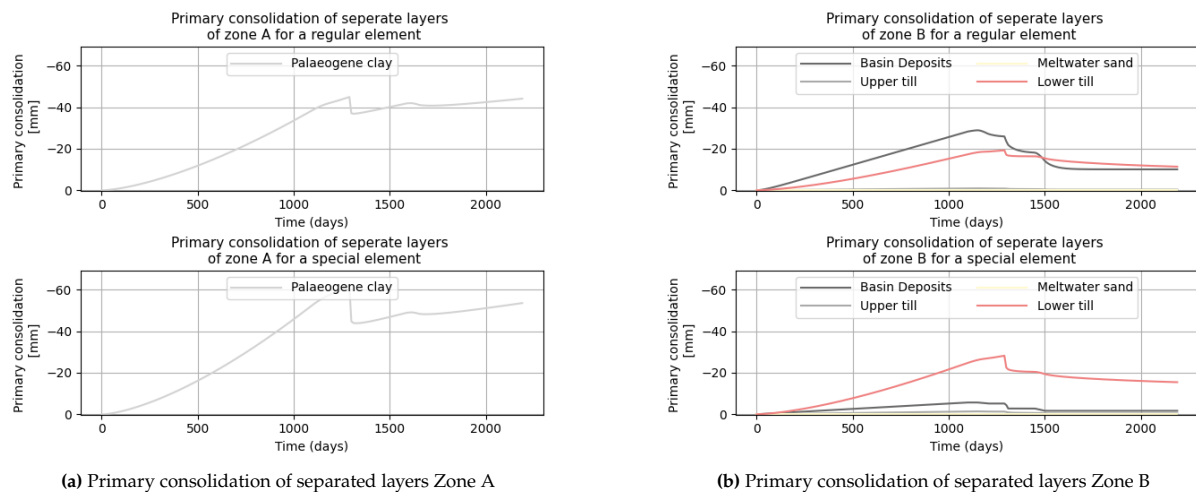 Primary consolidation of seperate layers
of zone A for a regular element
Primary consolidation
[mm]
−60
−40
−20
0
Palaeogene clay
0
500
1000
1500
2000
Time (days)
Primary consolidation of seperate layers
of zone A for a special element
Primary consolidation
[mm]
−60
−40
−20
0
Palaeogene clay
0
500
1000
1500
2000
Time (days)
(a) Primary consolidation of separated layers Zone A
Primary consolidation of seperate layers
of zone B for a regular element
Primary consolidation
[mm]
−60
−40
−20
0
Basin Deposits
Upper till
Meltwater sand
Lower till
0
500
1000
1500
2000
Time (days)
Primary consolidation of seperate layers
of zone B for a special element
Primary consolidation
[mm]
−60
−40
−20
0
Basin Deposits
Upper till
Meltwater sand
Lower till
0
500
1000
1500
2000
Time (days)
(b) Primary consolidation of separated layers Zone B